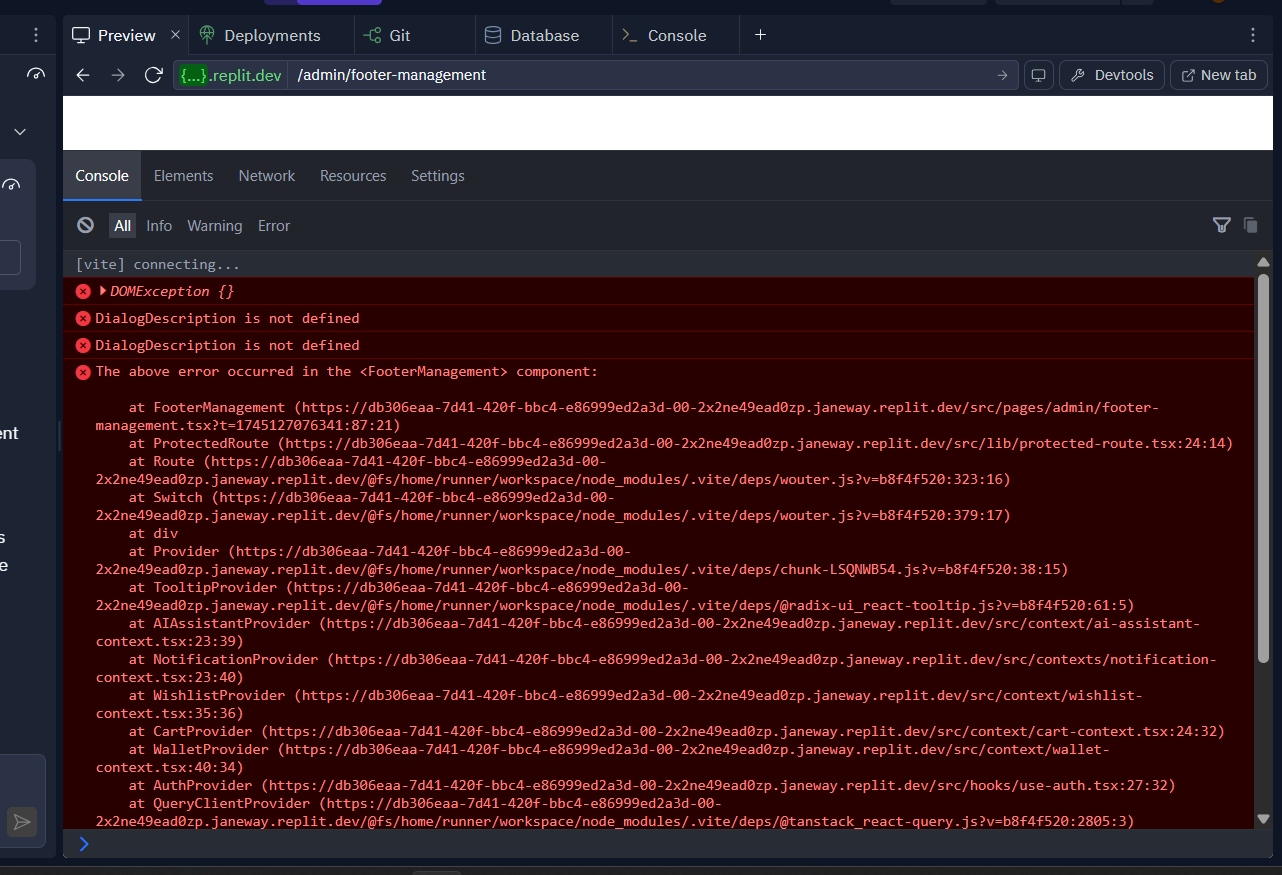 Preview
Deployments
Git
Database
Console
{...}.replit.dev /admin/footer-management
Devtools
New tab
Console Elements Network Resources Settings
All Info Warning Error
[vite] connecting...
DOMException {}
DialogDescription is not defined
DialogDescription is not defined
The above error occurred in the <FooterManagement> component:
at FooterManagement (https://db306eaa-7d41-420f-bbc4-e86999ed2a3d-00-2x2ne49ead0zp.janeway.replit.dev/src/pages/admin/footer-
management.tsx?t=1745127076341:87:21)
at ProtectedRoute (https://db306eaa-7d41-420f-bbc4-e86999ed2a3d-00-2x2ne49ead0zp.janeway.replit.dev/src/lib/protected-route.tsx:24:14)
at Route (https://db306eaa-7d41-420f-bbc4-e86999ed2a3d-00-
2x2ne49ead0zp.janeway.replit.dev/@fs/home/runner/workspace/node_modules/.vite/deps/wouter.js?v=b8f4f520:323:16)
at Switch (https://db306eaa-7d41-420f-bbc4-e86999ed2a3d-00-
2x2ne49ead0zp.janeway.replit.dev/@fs/home/runner/workspace/node_modules/.vite/deps/wouter.js?v=b8f4f520:379:17)
at div
at Provider (https://db306eaa-7d41-420f-bbc4-e86999ed2a3d-00-
2x2ne49ead0zp.janeway.replit.dev/@fs/home/runner/workspace/node_modules/.vite/deps/chunk-LSQNWB54.js?v=b8f4f520:38:15)
at TooltipProvider (https://db306eaa-7d41-420f-bbc4-e86999ed2a3d-00-
2x2ne49ead0zp.janeway.replit.dev/@fs/home/runner/workspace/node_modules/.vite/deps/@radix-ui_react-tooltip.js?v=b8f4f520:61:5)
at AIAssistantProvider (https://db306eaa-7d41-420f-bbc4-e86999ed2a3d-00-2x2ne49ead0zp.janeway.replit.dev/src/context/ai-assistant-
context.tsx:23:39)
at NotificationProvider (https://db306eaa-7d41-420f-bbc4-e86999ed2a3d-00-2x2ne49ead0zp.janeway.replit.dev/src/contexts/notification-
context.tsx:23:40)
at WishlistProvider (https://db306eaa-7d41-420f-bbc4-e86999ed2a3d-00-2x2ne49ead0zp.janeway.replit.dev/src/context/wishlist-
context.tsx:35:36)
at CartProvider (https://db306eaa-7d41-420f-bbc4-e86999ed2a3d-00-2x2ne49ead0zp.janeway.replit.dev/src/context/cart-context.tsx:24:32)
at WalletProvider (https://db306eaa-7d41-420f-bbc4-e86999ed2a3d-00-2x2ne49ead0zp.janeway.replit.dev/src/context/wallet-
context.tsx:40:34)
at AuthProvider (https://db306eaa-7d41-420f-bbc4-e86999ed2a3d-00-2x2ne49ead0zp.janeway.replit.dev/src/hooks/use-auth.tsx:27:32)
at QueryClientProvider (https://db306eaa-7d41-420f-bbc4-e86999ed2a3d-00-
2x2ne49ead0zp.janeway.replit.dev/@fs/home/runner/workspace/node_modules/.vite/deps/@tanstack_react-query.js?v=b8f4f520:2805:3)